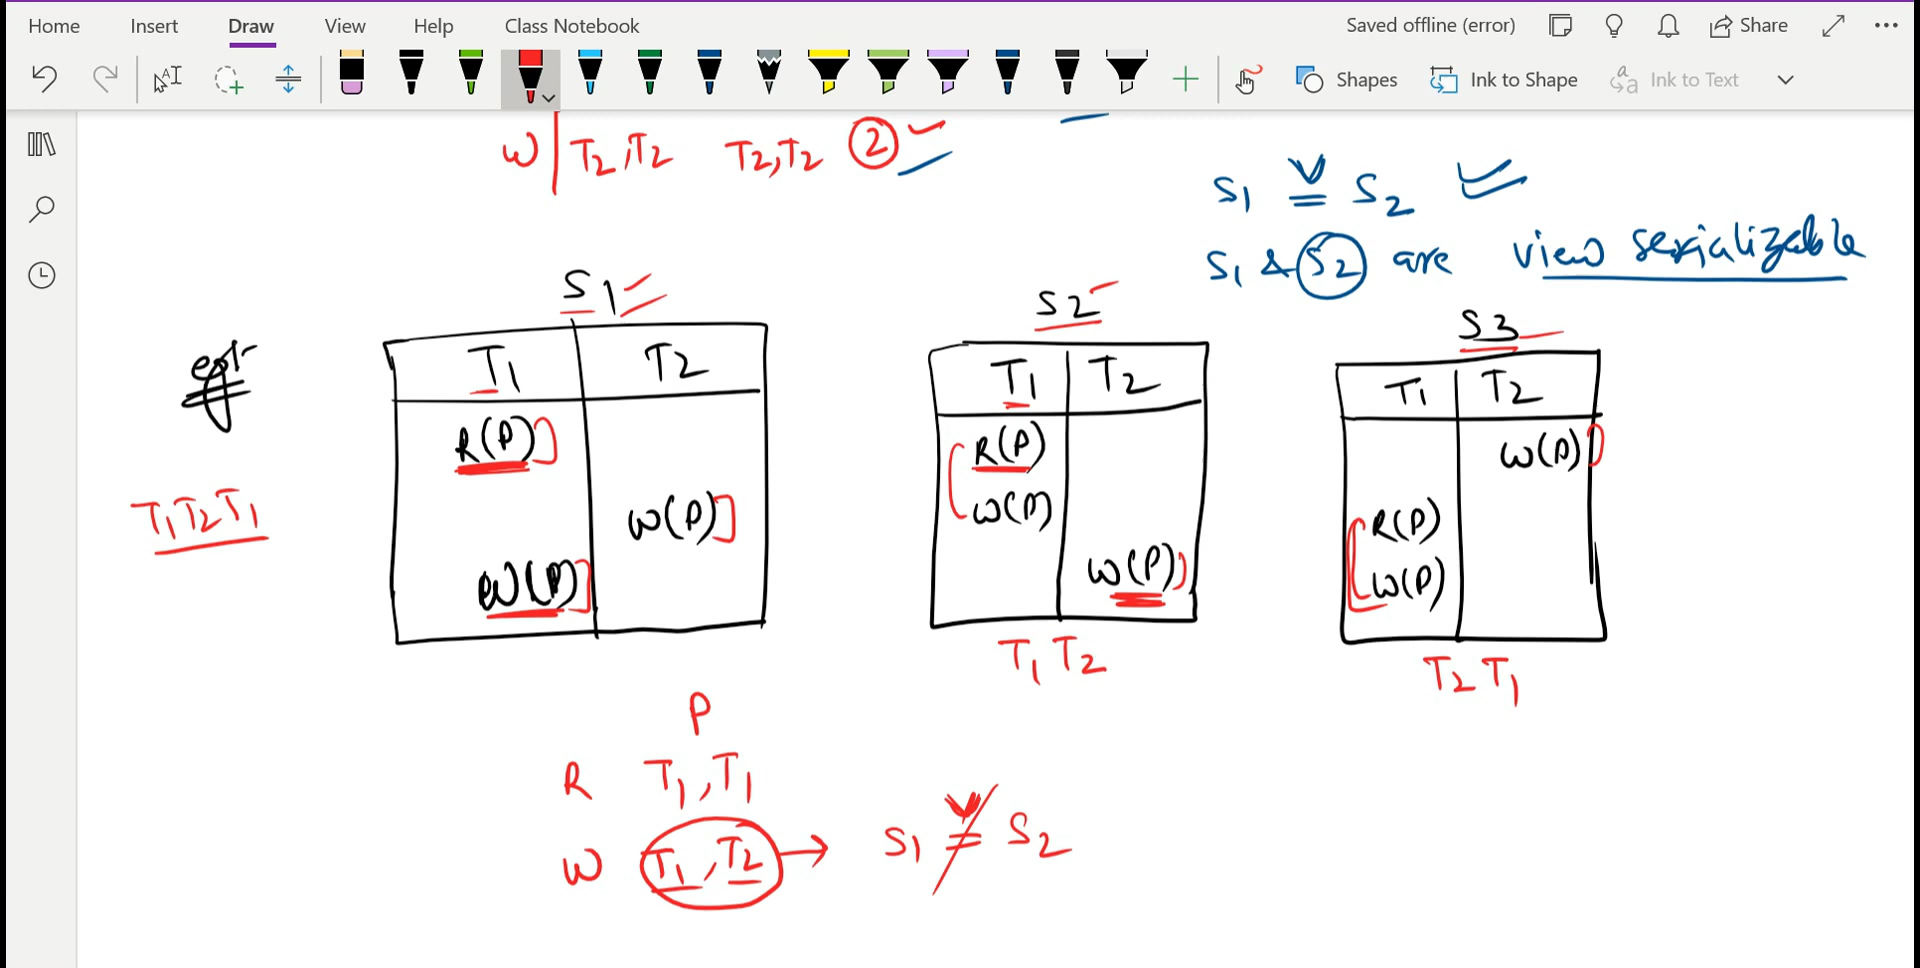 Home Insert Draw View Help Class Notebook Saved offline (error) Share
Shapes Ink to Shape Ink to Text
W | T2, T2 T2, T2 2
S1 v= S2
S1 & S2 are view serializable
S1 S2 S3
T1 T2 T1 T2 T1 T2
R(P) R(P) W(P)
T1T2T1 W(P) W(P) R(P)
W(P) W(P) W(P)
T1 T2 T2 T1
P
R T1, T1
W T1, T2 → S1 v≠ S2